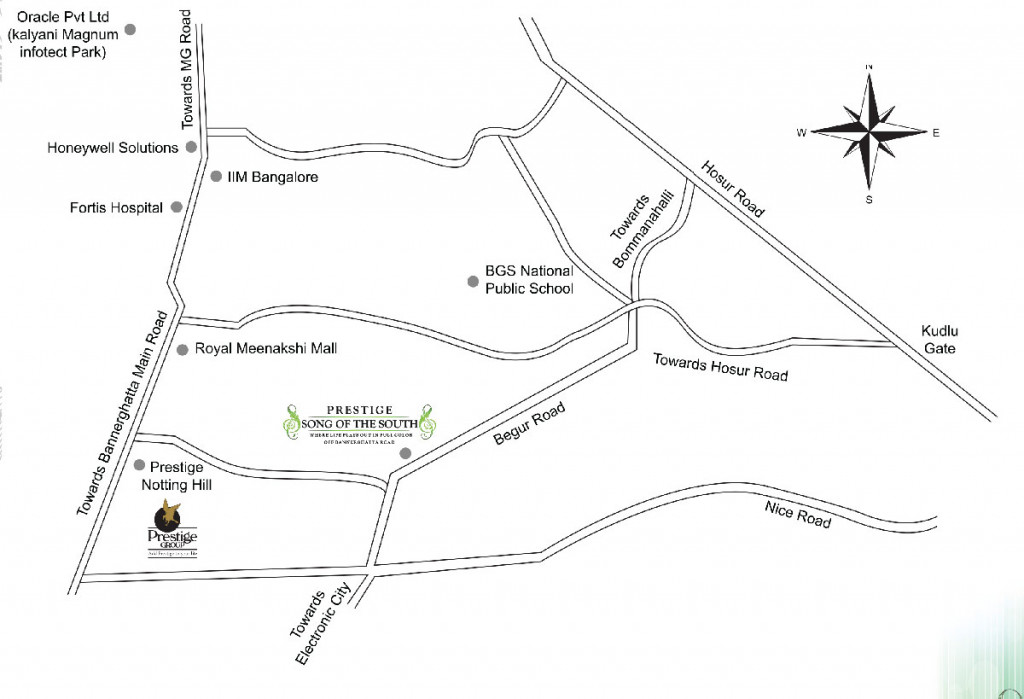 Oracle Pvt Ltd
(kalyani Magnum
infotect Park)
Towards MG Road
N
W
E
S
Honeywell Solutions
IIM Bangalore
Fortis Hospital
Hosur Road
Towards
Bommanahalli
BGS National
Public School
Kudlu
Gate
Royal Meenakshi Mall
Towards Hosur Road
Towards Bannerghatta Main Road
PRESTIGE
SONG OF THE SOUTH
WHERE LIFE PLAYS OUT IN FULL COLOR
OFF BANNERGHATTA ROAD
Begur Road
Prestige
Notting Hill
Nice Road
Prestige
GROUP
Towards
Electronic City